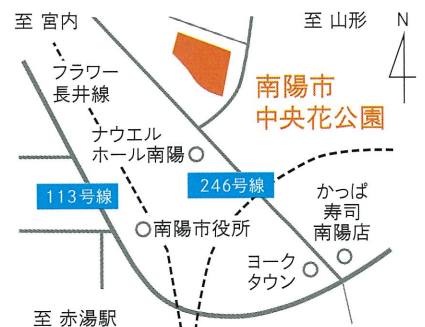 至 宮内
至 山形
N
フラワー
長井線
南陽市
中央花公園
ナウエル
ホール南陽
113号線
246号線
かっぱ
寿司
南陽店
南陽市役所
ヨーク
タウン
至 赤湯駅